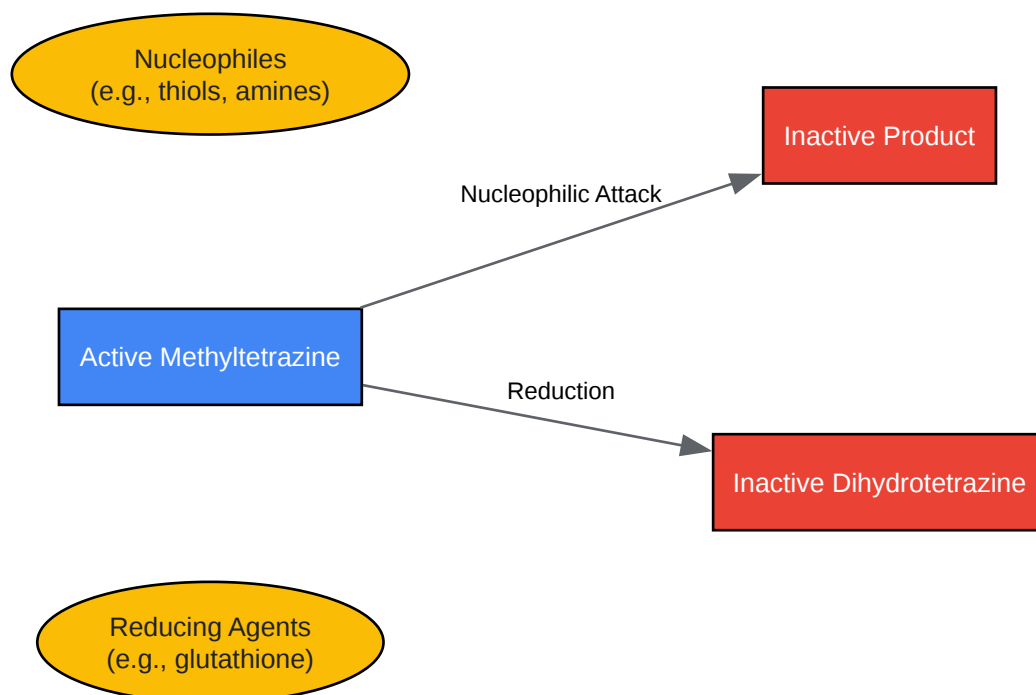 Nucleophiles
(e.g., thiols, amines)
Inactive Product
Nucleophilic Attack
Active Methyltetrazine
Reduction
Inactive Dihydrotetrazine
Reducing Agents
(e.g., glutathione)